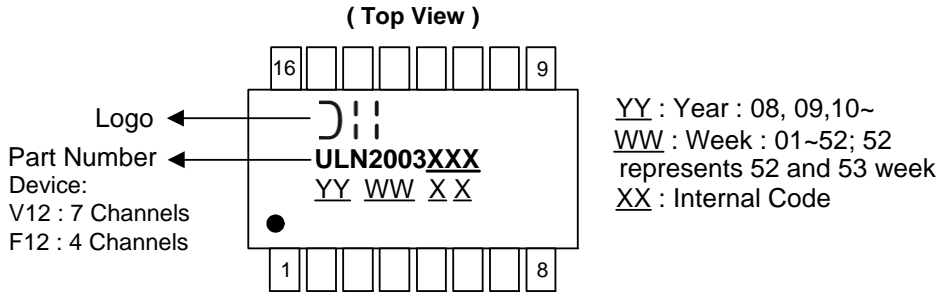 ( Top View )
16
9
Logo
Part Number
Device:
V12 : 7 Channels
F12 : 4 Channels
ULN2003XXX
YY WW X X
1
8
YY : Year : 08, 09,10~
WW : Week : 01~52; 52
represents 52 and 53 week
XX : Internal Code